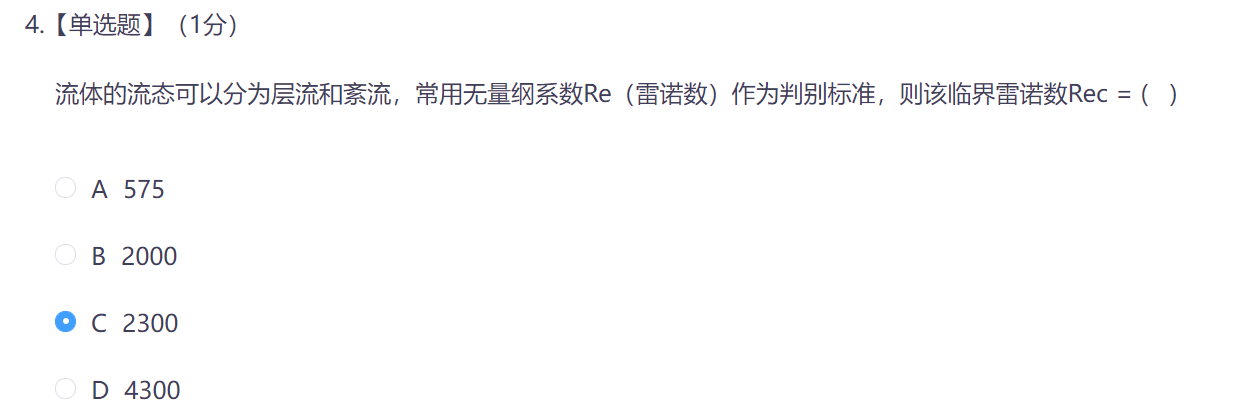 4.【单选题】（1分）
流体的流态可以分为层流和紊流，常用无量纲系数Re（雷诺数）作为判别标准，则该临界雷诺数Rec = ( )
A 575
B 2000
C 2300
D 4300